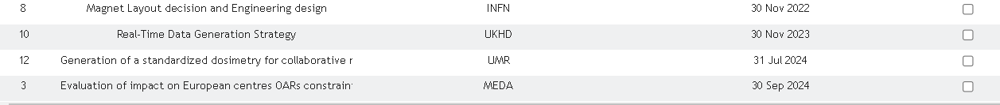 8 Magnet Layout decision and Engineering design INFN 30 Nov 2022
10 Real-Time Data Generation Strategy UKHD 30 Nov 2023
12 Generation of a standardized dosimetry for collaborative r UMR 31 Jul 2024
3 Evaluation of impact on European centres OARs constrain MEDA 30 Sep 2024